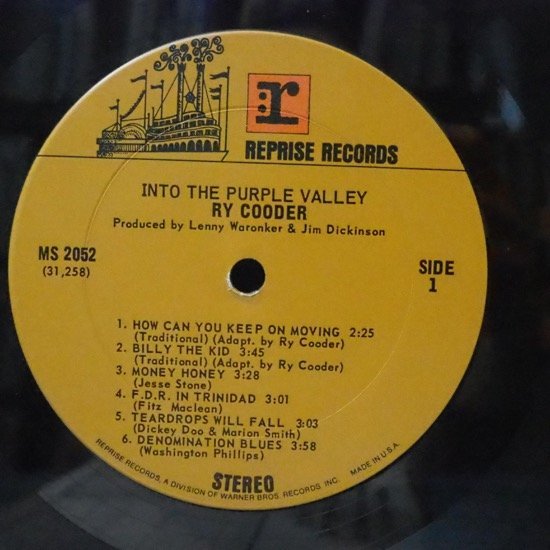 r
REPRISE RECORDS
INTO THE PURPLE VALLEY
RY COODER
Produced by Lenny Waronker & Jim Dickinson
MS 2052
(31,258)
SIDE
1
1. HOW CAN YOU KEEP ON MOVING 2:25
(Traditional) (Adapt. by Ry Cooder)
2. BILLY THE KID 3:45
(Traditional) (Adapt. by Ry Cooder)
3. MONEY HONEY 3:28
(Jesse Stone)
4. F.D.R. IN TRINIDAD 3:01
(Fitz Maclean)
5. TEARDROPS WILL FALL 3:03
(Dickey Doo & Marion Smith)
6. DENOMINATION BLUES 3:58
(Washington Phillips)
STEREO
REPRISE RECORDS, A DIVISION OF WARNER BROS. RECORDS, INC. MADE IN U.S.A.